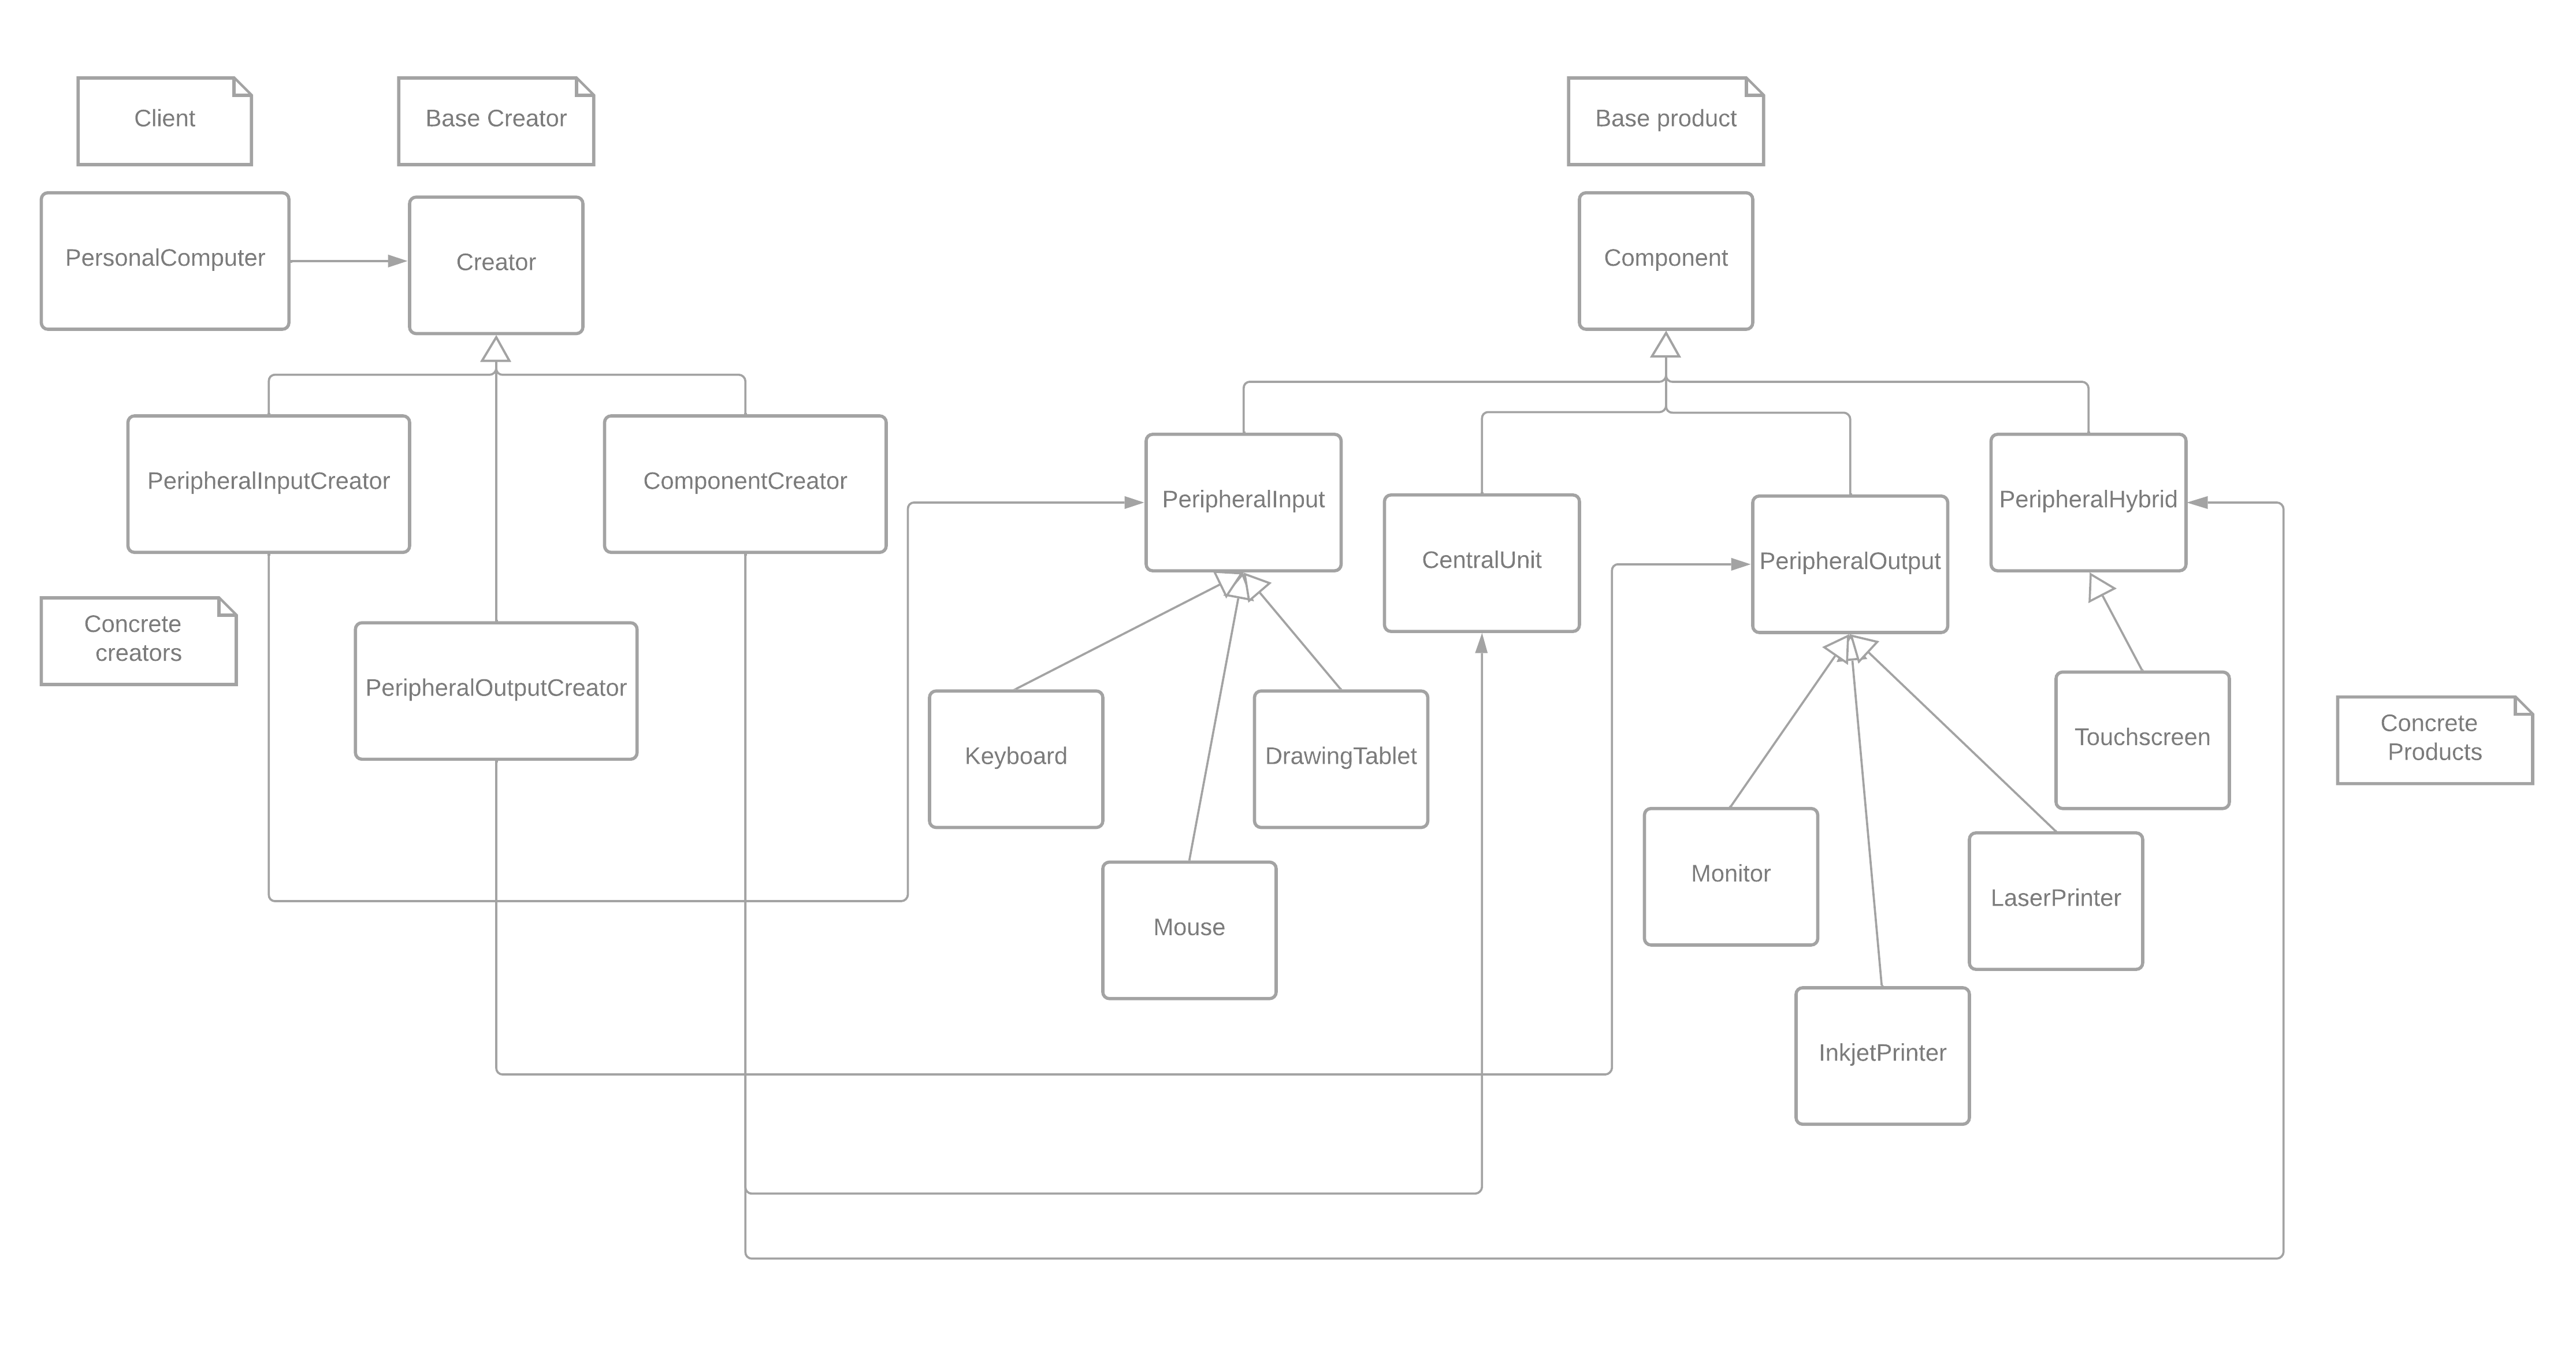 Client
Base Creator
Base product
PersonalComputer
Creator
Component
PeripheralInputCreator
ComponentCreator
PeripheralInput
CentralUnit
PeripheralOutput
PeripheralHybrid
Concrete
creators
PeripheralOutputCreator
Keyboard
DrawingTablet
Touchscreen
Concrete
Products
Mouse
Monitor
LaserPrinter
InkjetPrinter